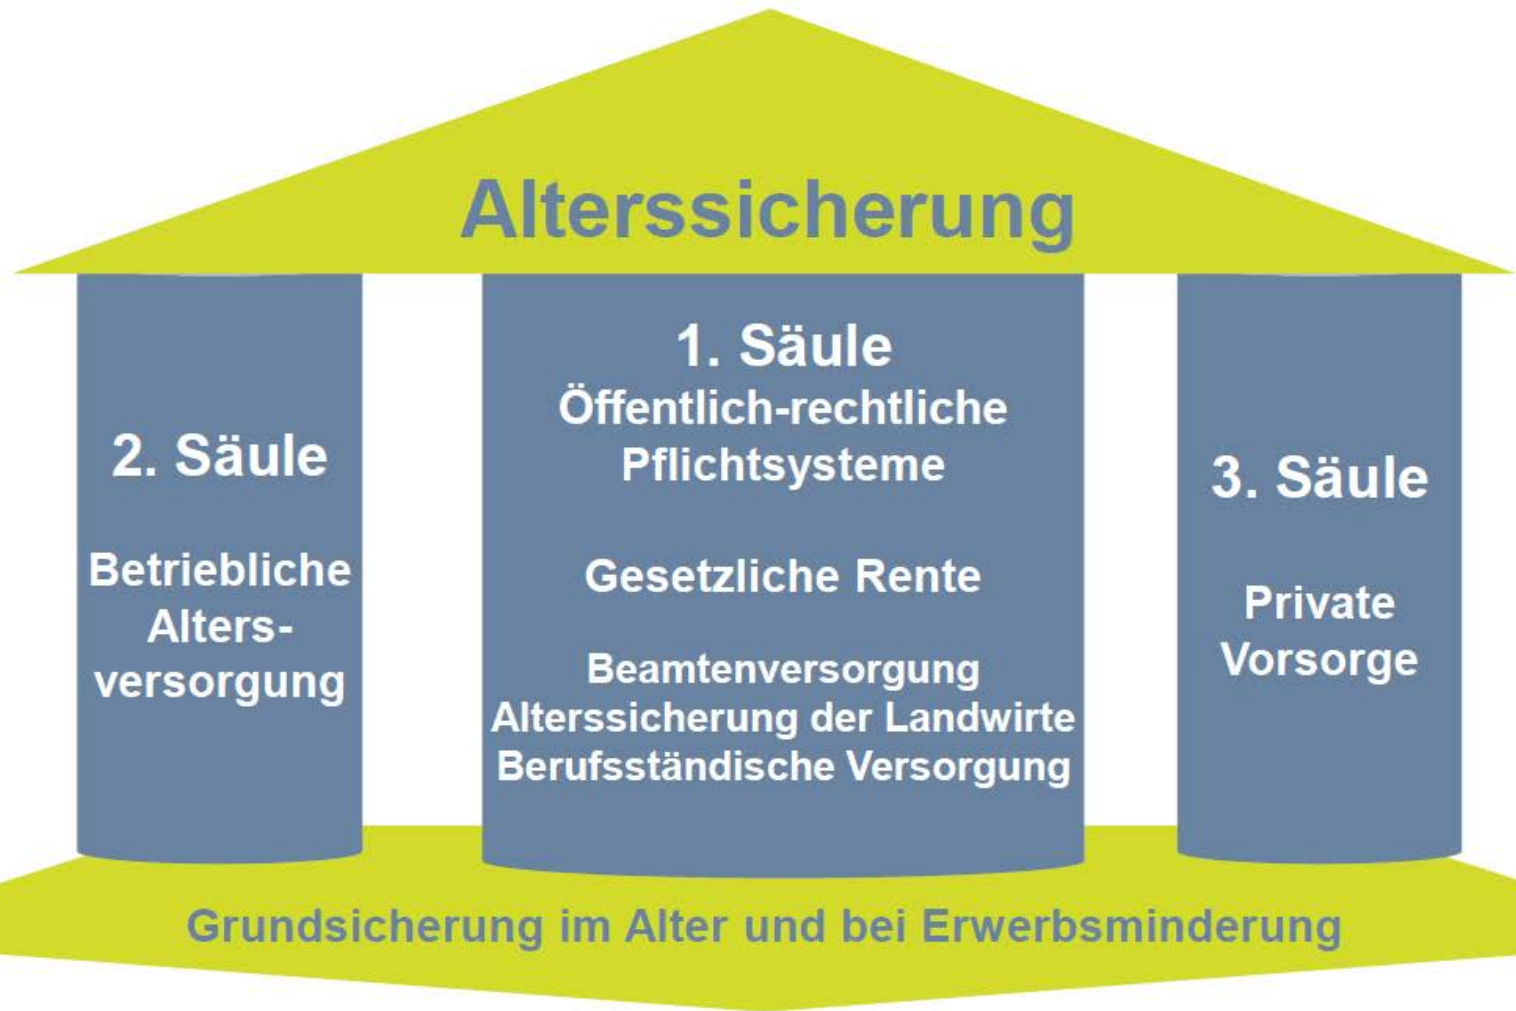 Alterssicherung
2. Säule
Betriebliche
Alters-
versorgung
1. Säule
Öffentlich-rechtliche
Pflichtsysteme
Gesetzliche Rente
Beamtenversorgung
Alterssicherung der Landwirte
Berufsständische Versorgung
3. Säule
Private
Vorsorge
Grundsicherung im Alter und bei Erwerbsminderung